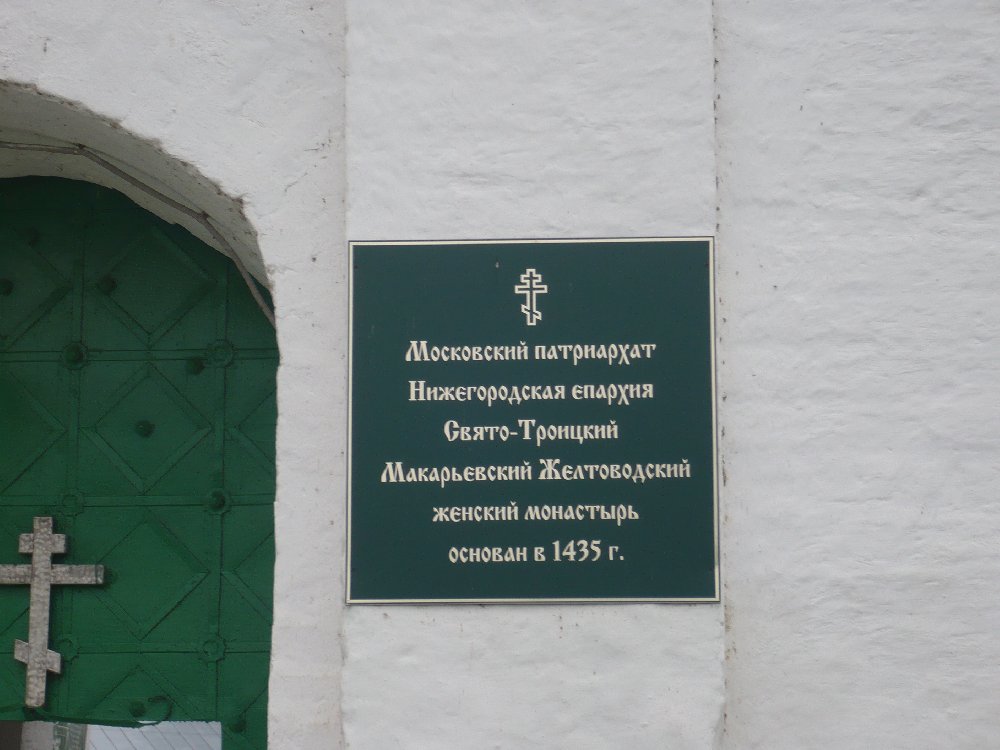 Московский патриархат
Нижегородская епархия
Свято-Троицкий
Макарьевский Желтоводский
женский монастырь
основан в 1435 г.